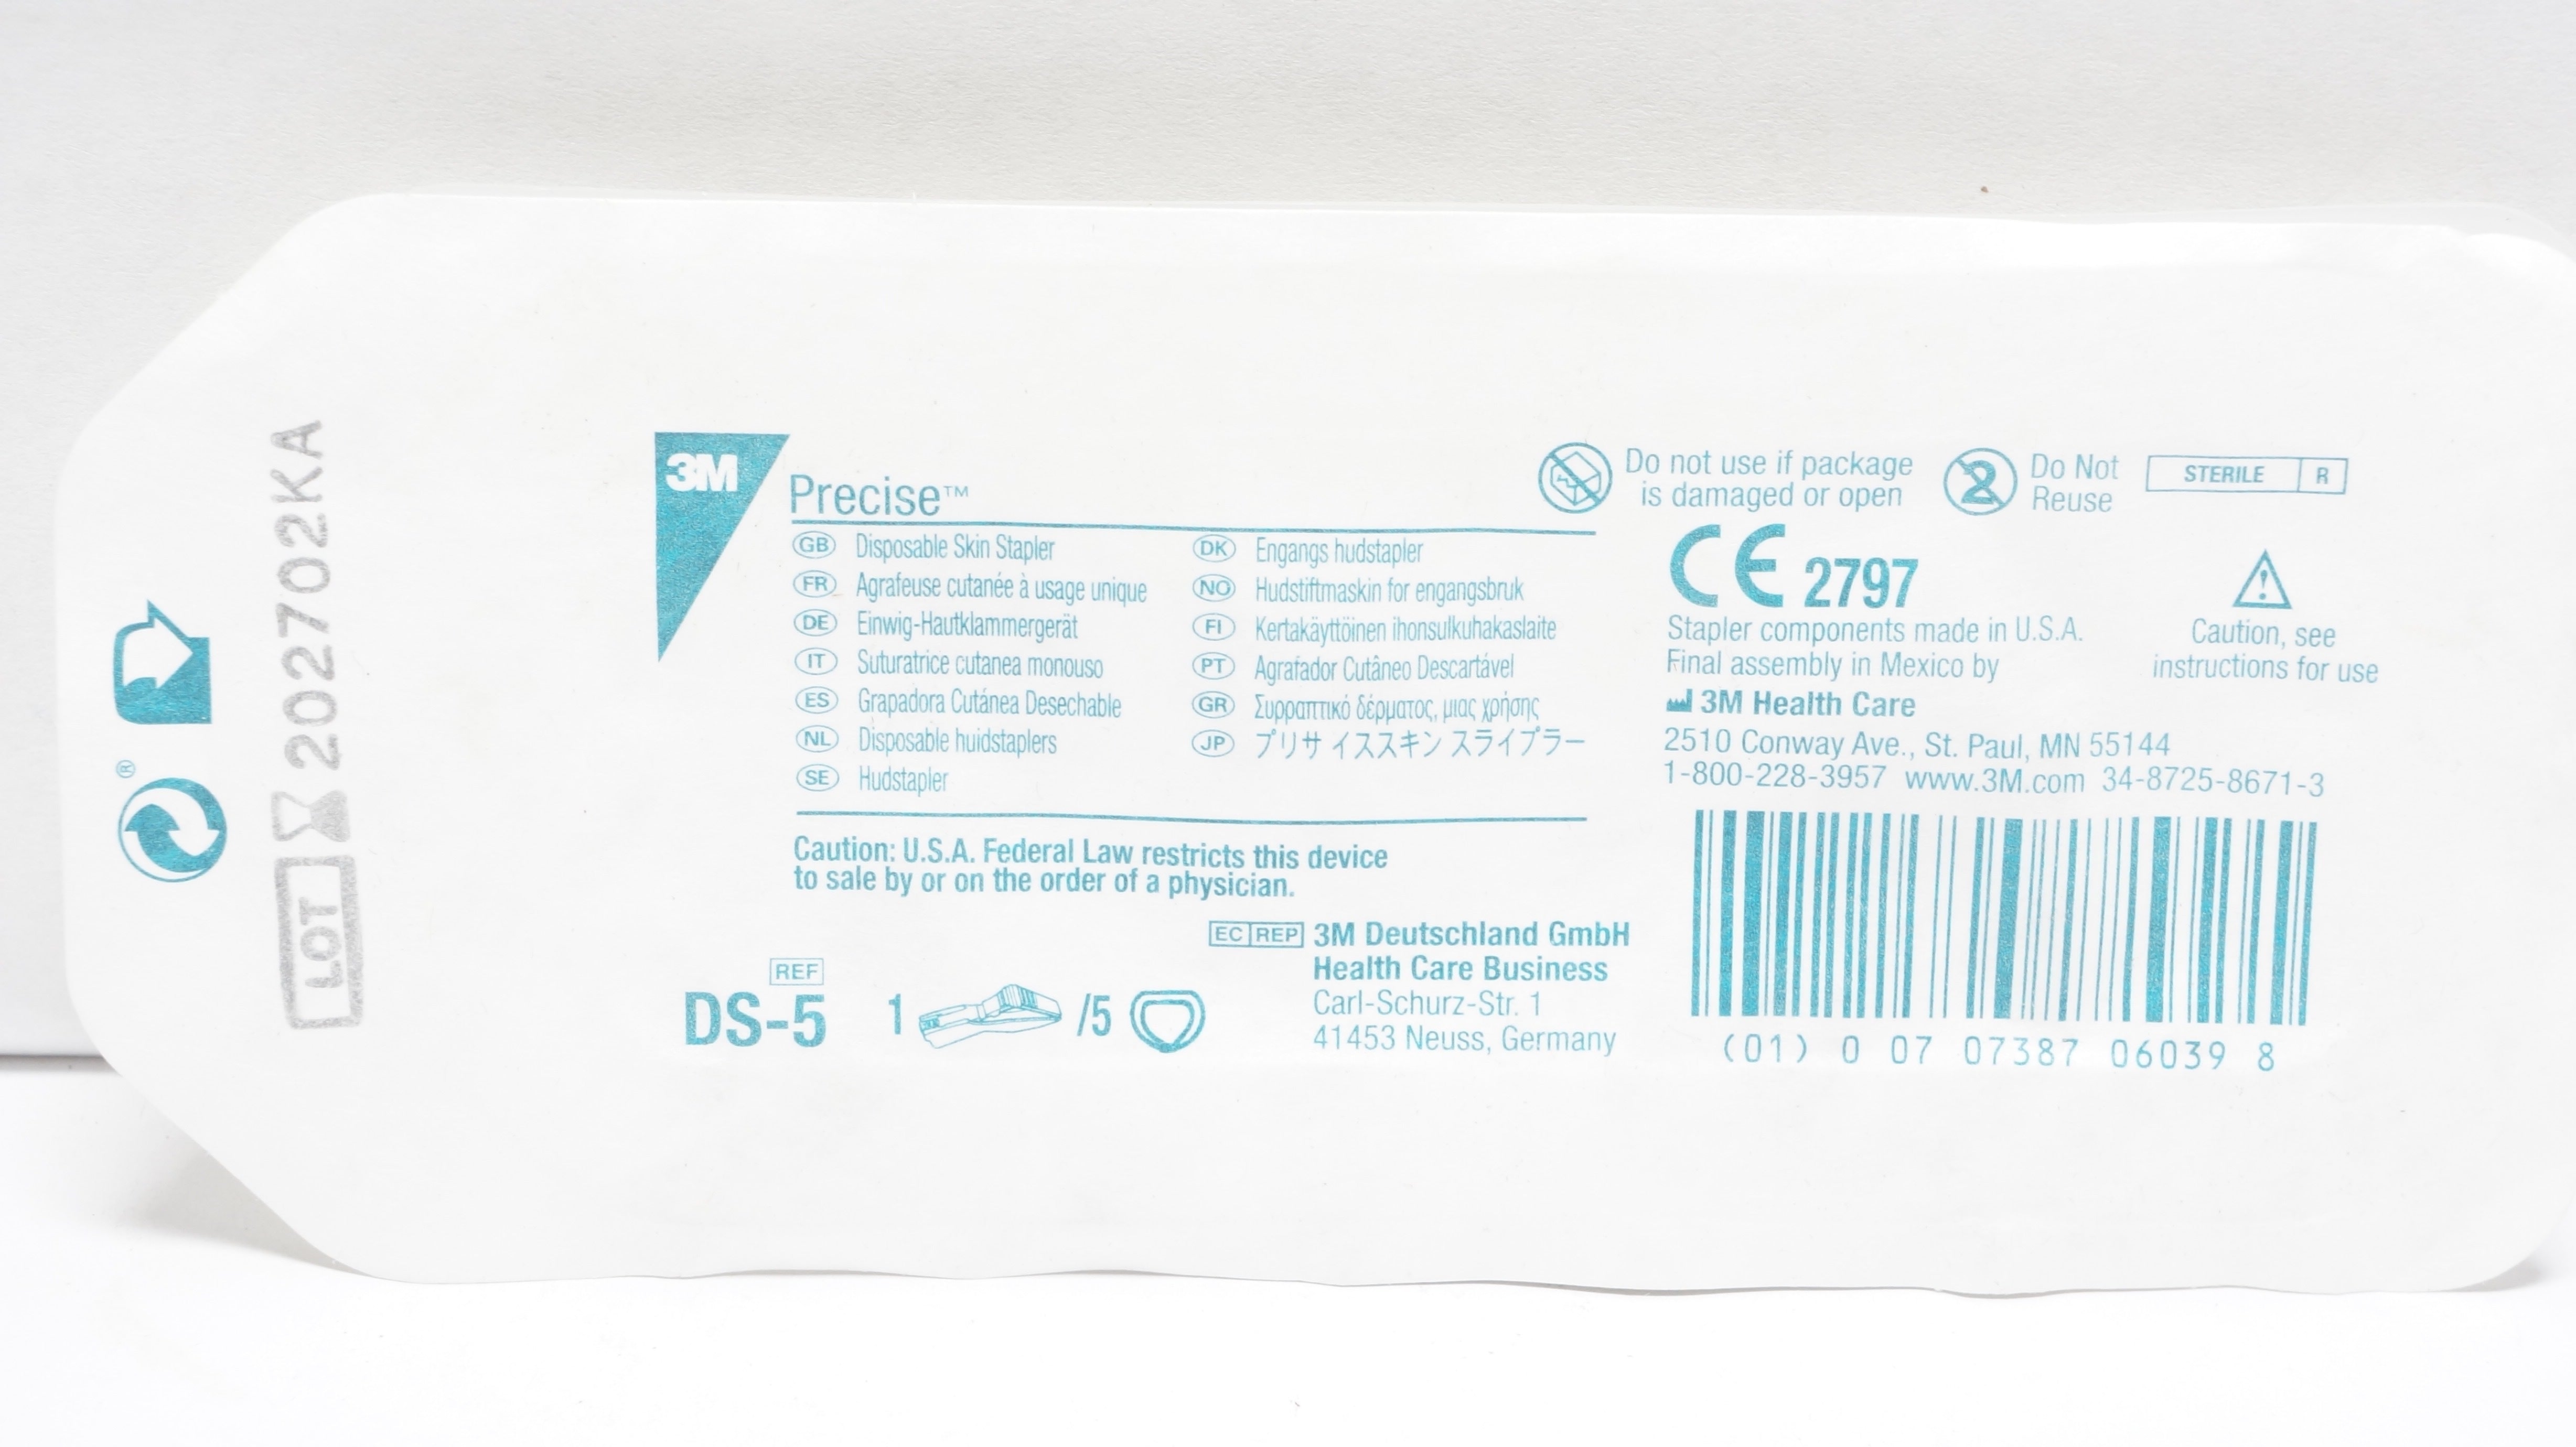 LOT 202702KA
®
3M
Precise™
GB Disposable Skin Stapler
FR Agrafeuse cutanée à usage unique
DE Einwig-Hautklammergerät
IT Suturatrice cutanea monouso
ES Grapadora Cutánea Desechable
NL Disposable huidstaplers
SE Hudstapler
DK Engangs hudstapler
NO Hudstiftmaskin for engangsbruk
FI Kertakäyttöinen ihonsulkuhakaslaite
PT Agrafador Cutâneo Descartável
GR Συρραπτικό δέρματος, μιας χρήσης
JP プリサ イススキン スライプラー
Caution: U.S.A. Federal Law restricts this device
to sale by or on the order of a physician.
REF
DS-5
1 /5
EC REP 3M Deutschland GmbH
Health Care Business
Carl-Schurz-Str. 1
41453 Neuss, Germany
Do not use if package
is damaged or open
2
Do Not
Reuse
STERILE R
CE 2797
Stapler components made in U.S.A.
Final assembly in Mexico by
3M Health Care
2510 Conway Ave., St. Paul, MN 55144
1-800-228-3957 www.3M.com 34-8725-8671-3
!
Caution, see
instructions for use
(01) 0 07 07387 06039 8